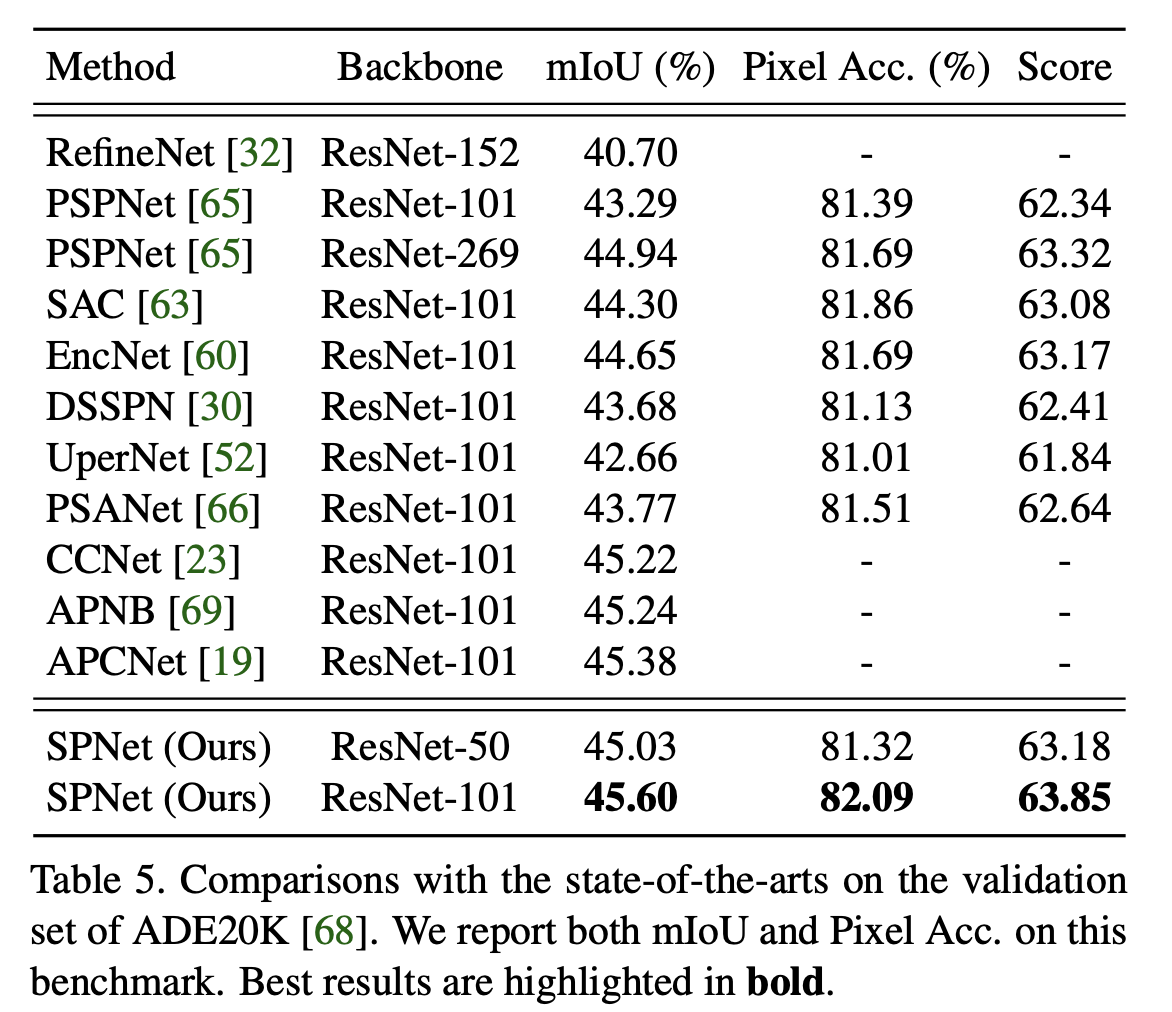 Method Backbone mIoU (%) Pixel Acc. (%) Score
RefineNet [32] ResNet-152 40.70 - -
PSPNet [65] ResNet-101 43.29 81.39 62.34
PSPNet [65] ResNet-269 44.94 81.69 63.32
SAC [63] ResNet-101 44.30 81.86 63.08
EncNet [60] ResNet-101 44.65 81.69 63.17
DSSPN [30] ResNet-101 43.68 81.13 62.41
UperNet [52] ResNet-101 42.66 81.01 61.84
PSANet [66] ResNet-101 43.77 81.51 62.64
CCNet [23] ResNet-101 45.22 - -
APNB [69] ResNet-101 45.24 - -
APCNet [19] ResNet-101 45.38 - -
SPNet (Ours) ResNet-50 45.03 81.32 63.18
SPNet (Ours) ResNet-101 45.60 82.09 63.85
Table 5. Comparisons with the state-of-the-arts on the validation
set of ADE20K [68]. We report both mIoU and Pixel Acc. on this
benchmark. Best results are highlighted in bold.